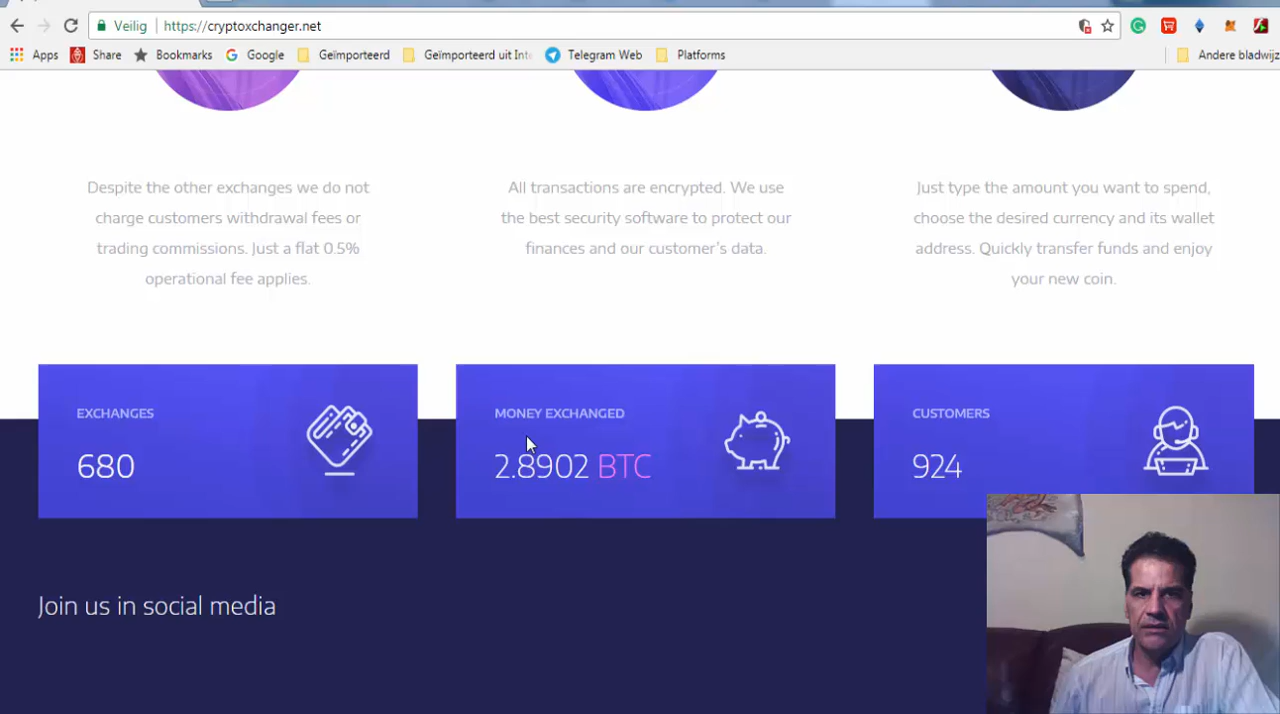 Veilig https://cryptoxchanger.net
Apps Share Bookmarks Google Geïmporteerd Geïmporteerd uit Int Telegram Web Platforms Andere bladwijz
Despite the other exchanges we do not
charge customers withdrawal fees or
trading commissions. Just a flat 0.5%
operational fee applies.
All transactions are encrypted. We use
the best security software to protect our
finances and our customer's data.
Just type the amount you want to spend,
choose the desired currency and its wallet
address. Quickly transfer funds and enjoy
your new coin.
EXCHANGES
680
MONEY EXCHANGED
2.8902 BTC
CUSTOMERS
924
Join us in social media